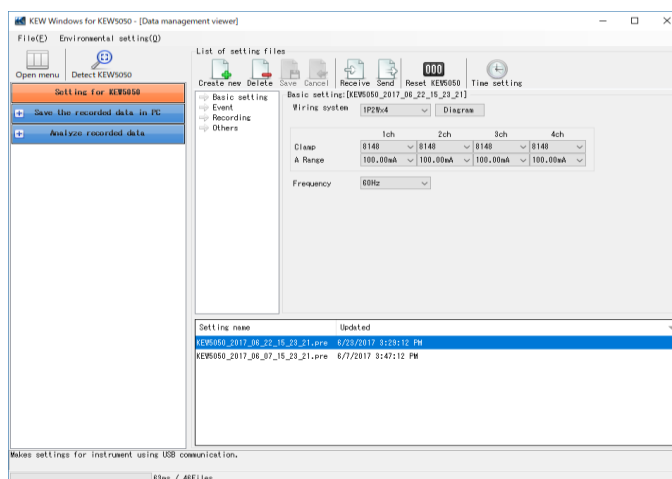 KEW Windows for KEW5050 - [Data management viewer]
File(F) Environmental setting(O)
Open menu Detect KEW5050
Setting for KEW5050
Save the recorded data in PC
Analyze recorded data
List of setting files
Create new Delete Save Cancel Receive Send Reset KEW5050 Time setting
Basic setting
Event
Recording
Others
Basic setting:[KEW5050_2017_06_22_15_23_21]
Wiring system 1P2Wx4 Diagram
1ch 2ch 3ch 4ch
Clamp 8148 8148 8148 8148
A Range 100.00mA 100.00mA 100.00mA 100.00mA
Frequency 60Hz
Setting name Updated
KEW5050_2017_06_22_15_23_21.pre 6/23/2017 3:29:12 PM
KEW5050_2017_06_07_15_23_21.pre 6/7/2017 3:47:12 PM
Makes settings for instrument using USB communication.